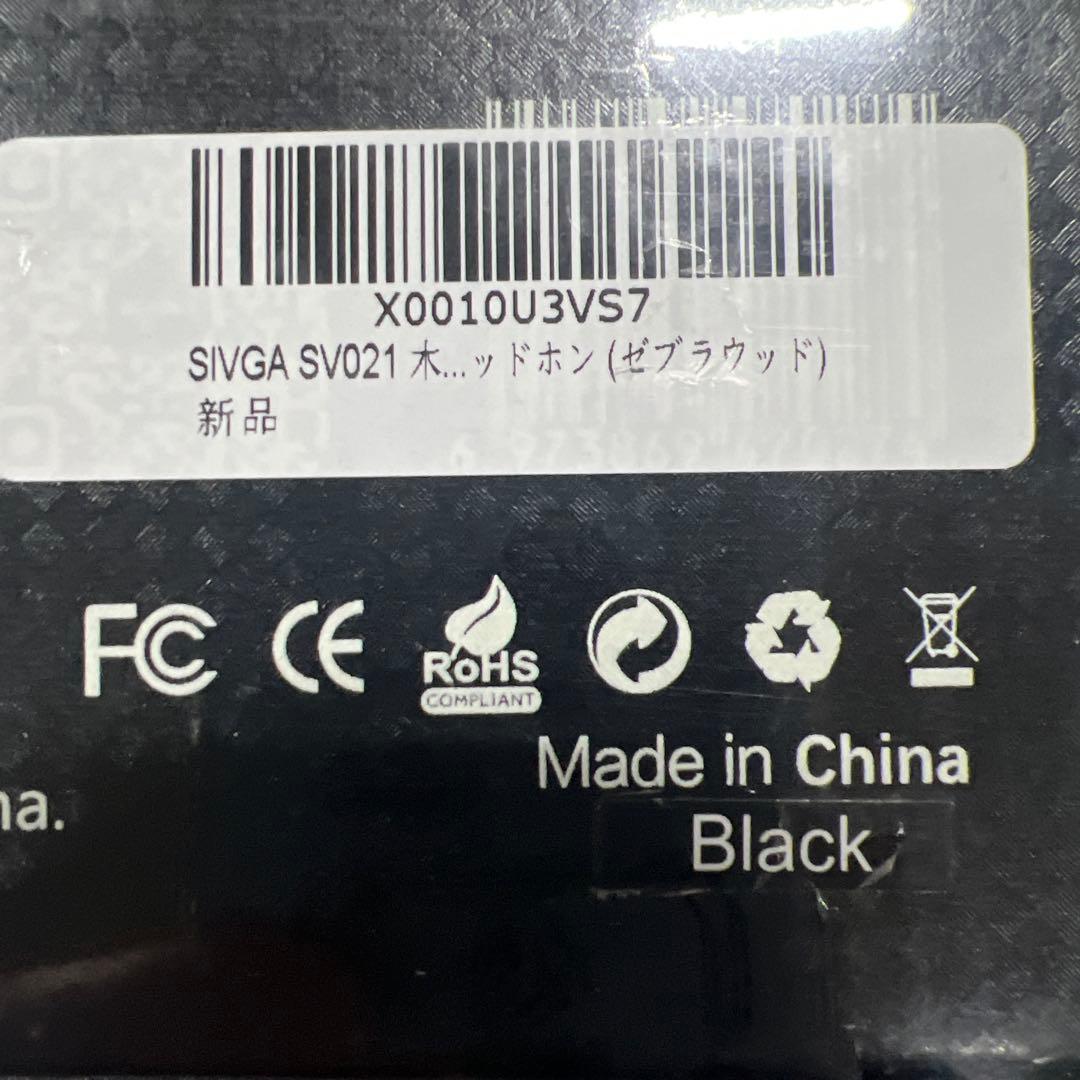 X0010U3VS7
SIVGA SV021 木...ッドホン (ゼブラウッド)
新品
FC CE RoHS
COMPLIANT
Made in China
na.
Black